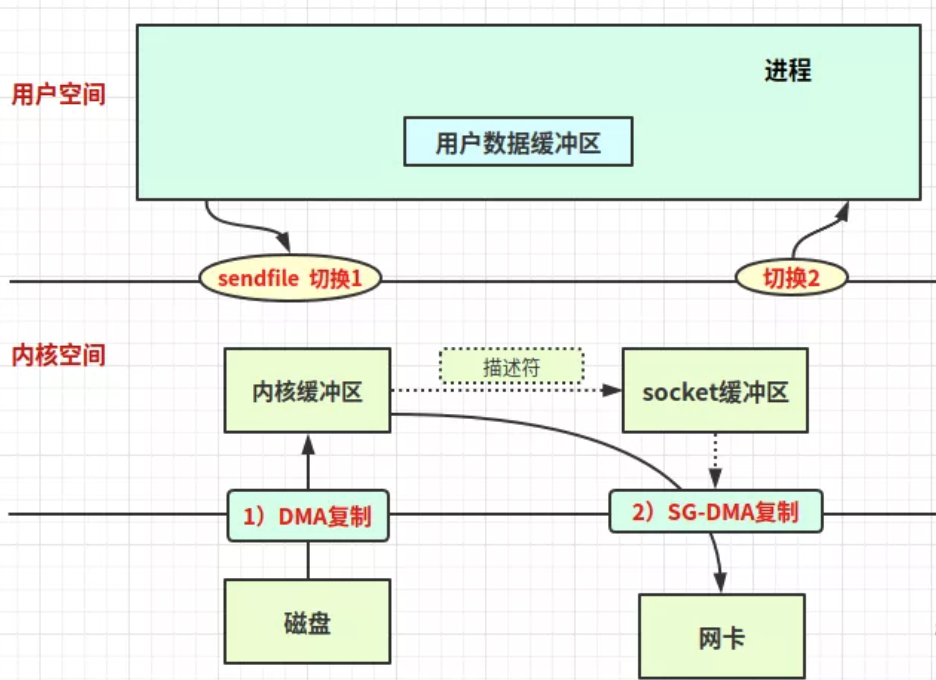 进程
用户空间
用户数据缓冲区
sendfile 切换1
切换2
内核空间
描述符
内核缓冲区
socket缓冲区
1）DMA复制
2）SG-DMA复制
磁盘
网卡